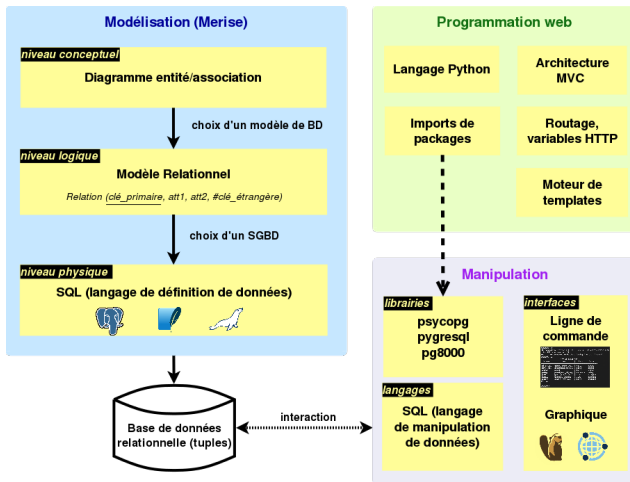 Modélisation (Merise)
niveau conceptuel
Diagramme entité/association
choix d'un modèle de BD
niveau logique
Modèle Relationnel
Relation (clé_primaire, att1, att2, #clé_étrangère)
choix d'un SGBD
niveau physique
SQL (langage de définition de données)
Base de données
relationnelle (tuples)
interaction
Programmation web
Langage Python
Architecture
MVC
Imports de
packages
Routage,
variables HTTP
Moteur de
templates
Manipulation
librairies
psycopg
pygresql
pg8000
langages
SQL (langage
de manipulation
de données)
interfaces
Ligne de
commande
Graphique